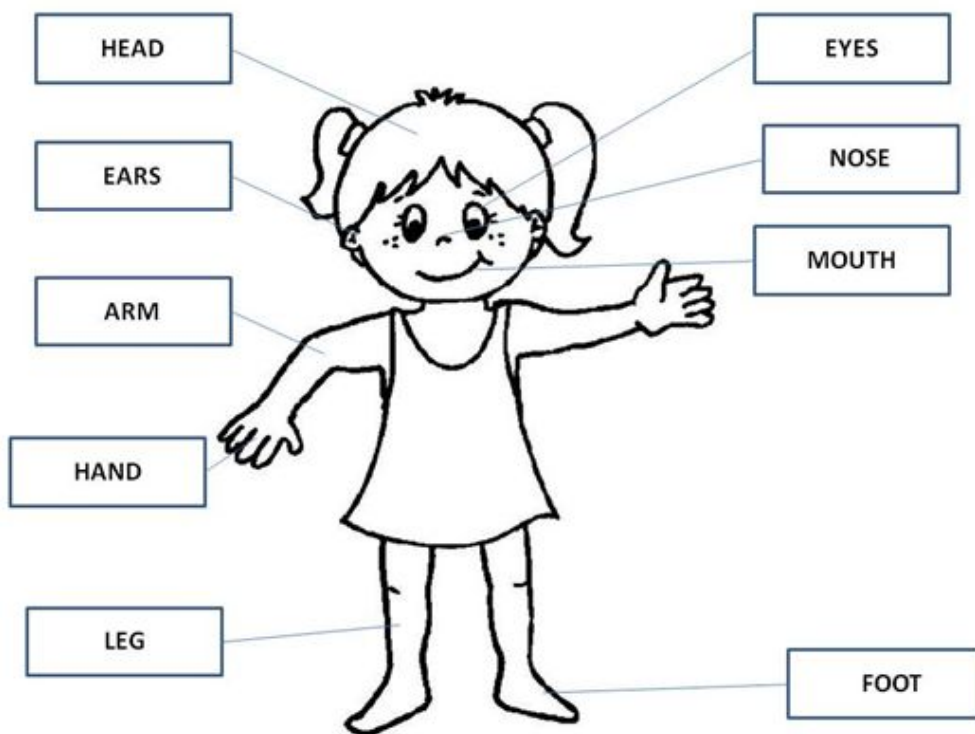 HEAD
EYES
EARS
NOSE
MOUTH
ARM
HAND
LEG
FOOT